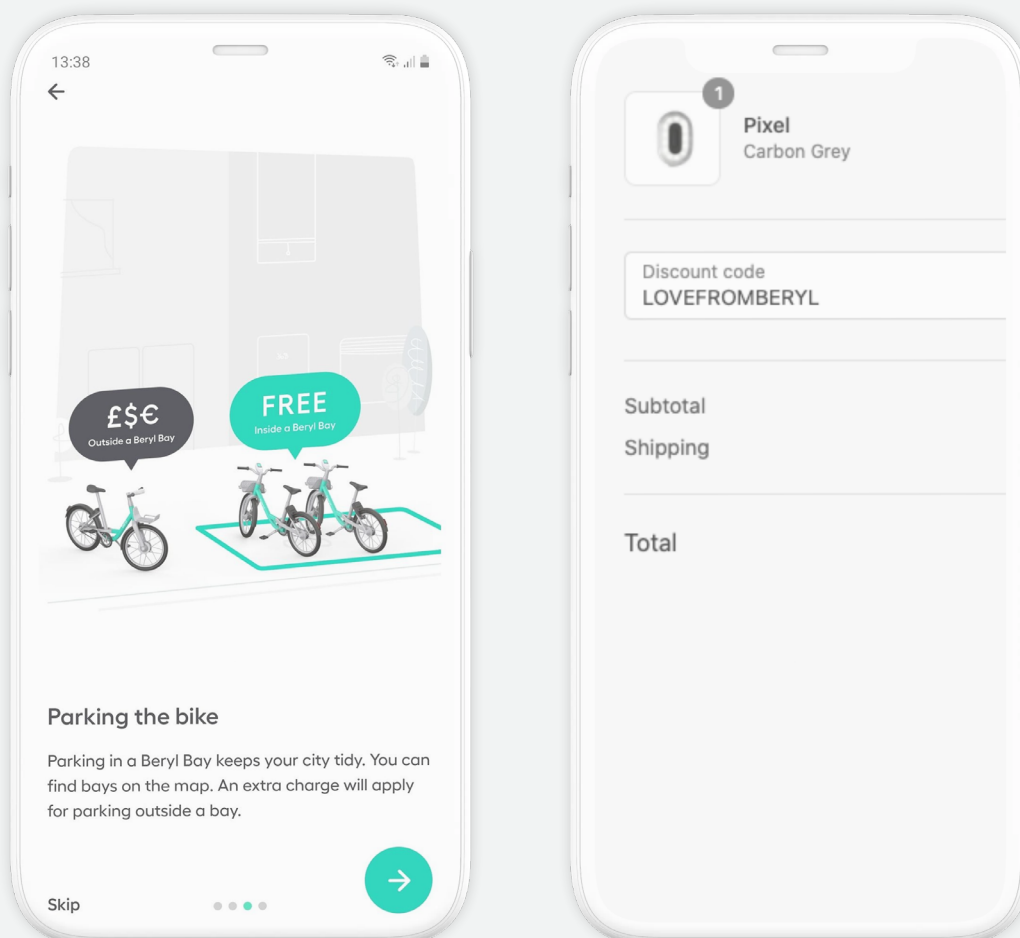 13:38
£$€
Outside a Beryl Bay
FREE
Inside a Beryl Bay
Parking the bike
Parking in a Beryl Bay keeps your city tidy. You can
find bays on the map. An extra charge will apply
for parking outside a bay.
Skip
1
Pixel
Carbon Grey
Discount code
LOVEFROMBERYL
Subtotal
Shipping
Total